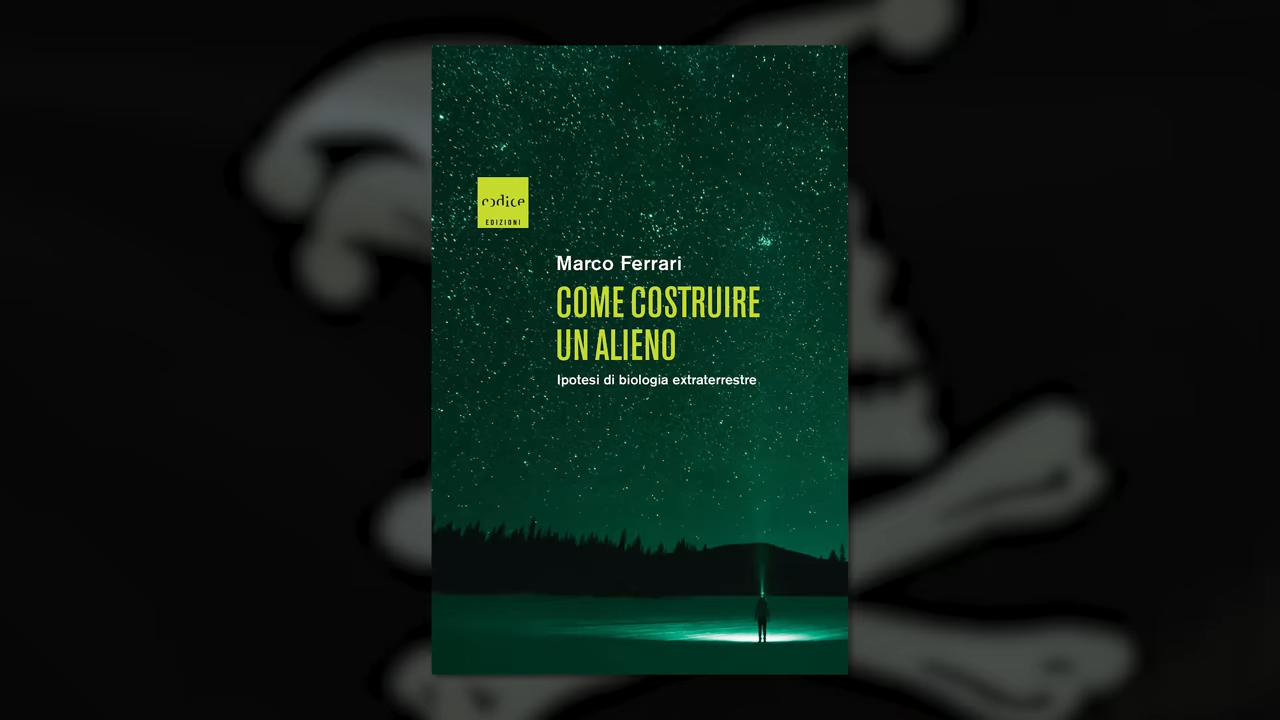 codice
EDIZIONI
Marco Ferrari
COME COSTRUIRE
UN ALIENO
Ipotesi di biologia extraterrestre